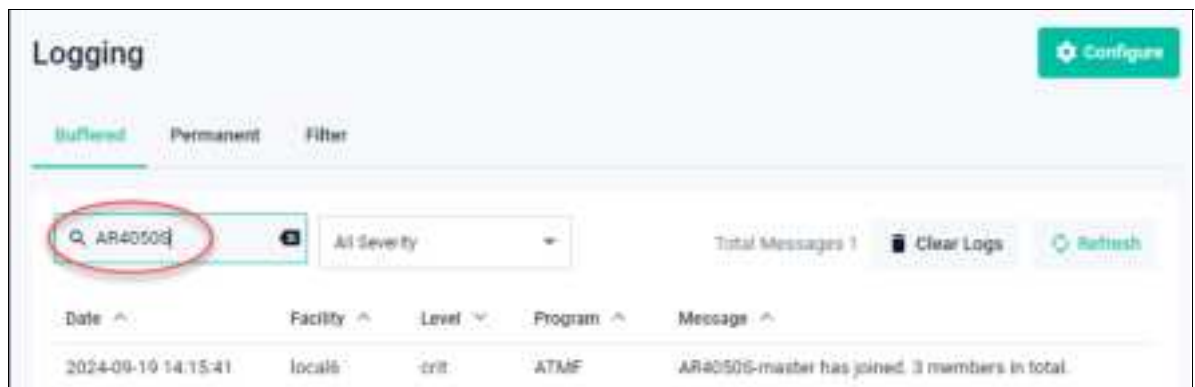 Logging
Configure
Buffered Permanent Filter
AR4050S All Severity Total Messages 1 Clear Logs Refresh
Date Facility Level Program Message
2024-09-19 14:15:41 local6 crit ATMF AR4050S-master has joined. 3 members in total.